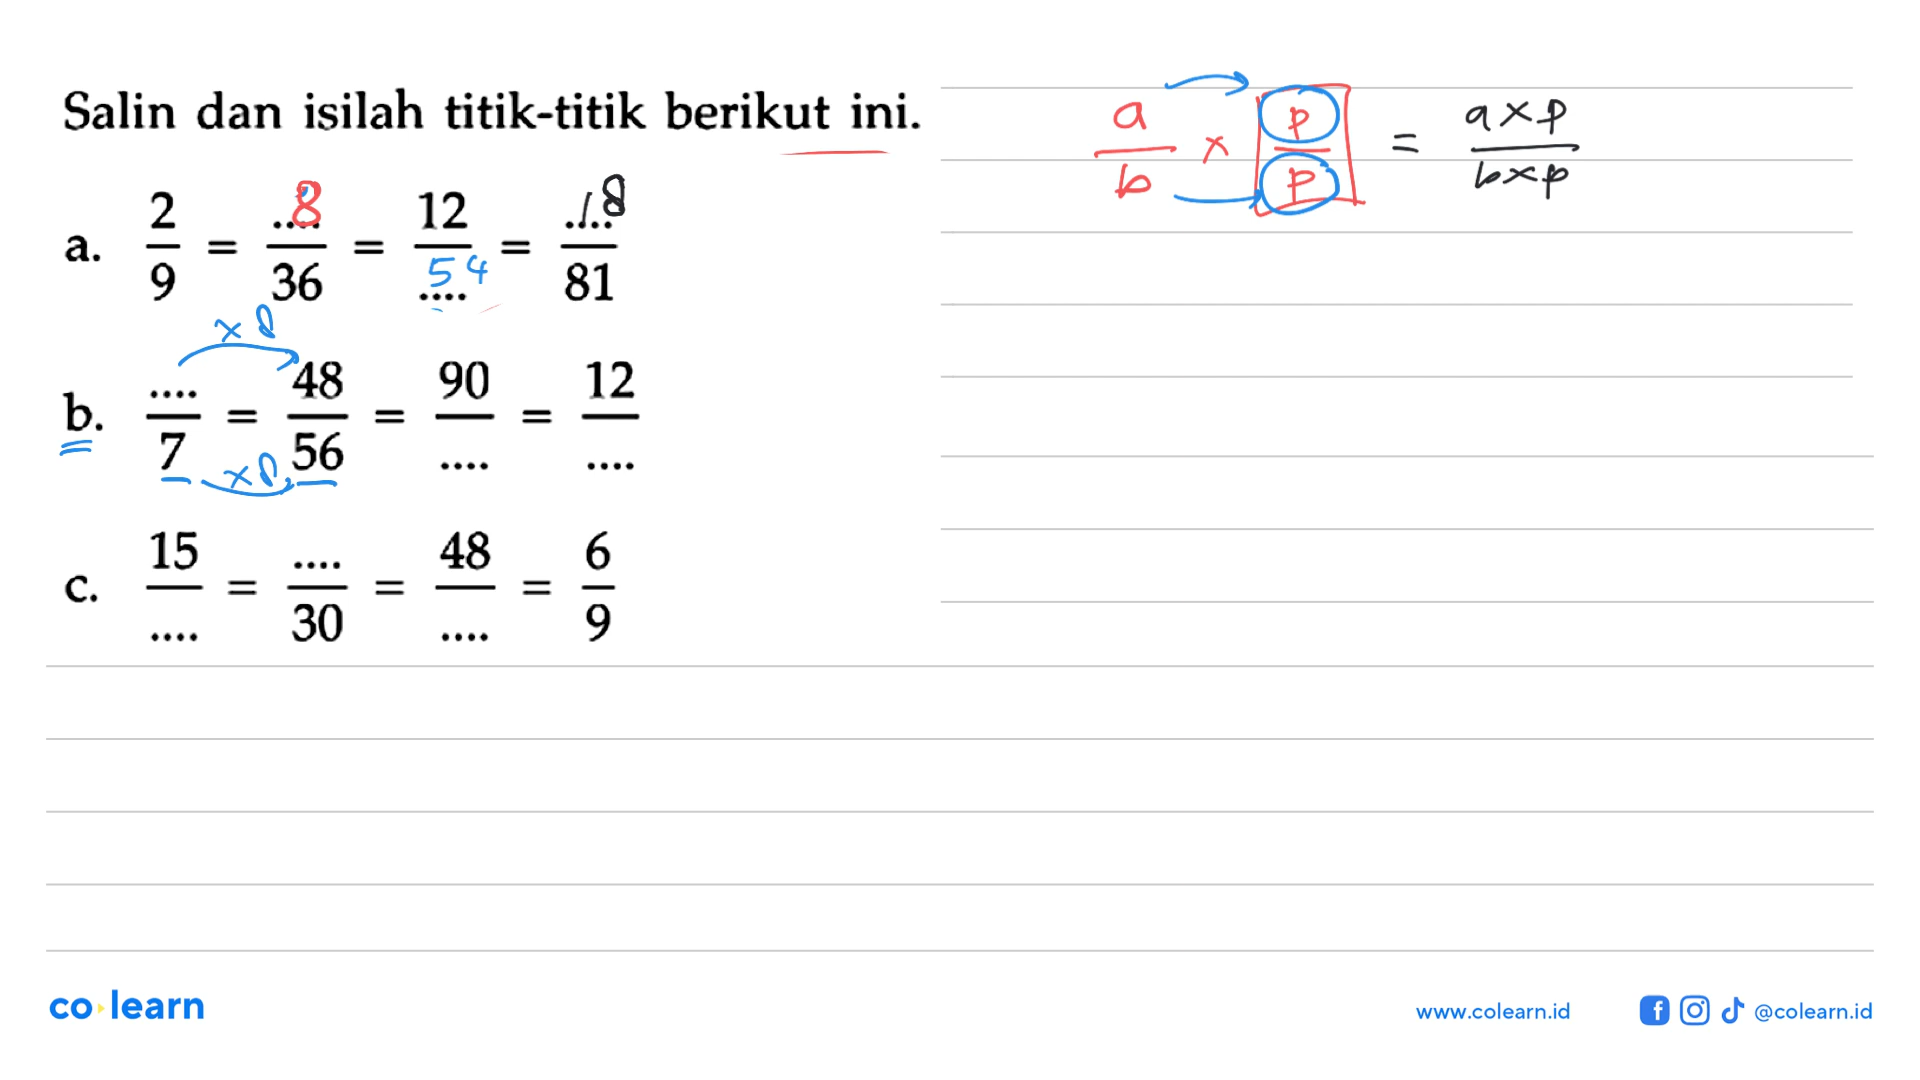 Salin dan isilah titik-titik berikut ini.
a/b × p/p = a×p/b×p
a. 2/9 = ....8/36 = 12/....54 = ....18/81
×8
b. ..../7 = 48/56 = 90/.... = 12/....
×8
c. 15/.... = ..../30 = 48/.... = 6/9
co learn
www.colearn.id
@colearn.id